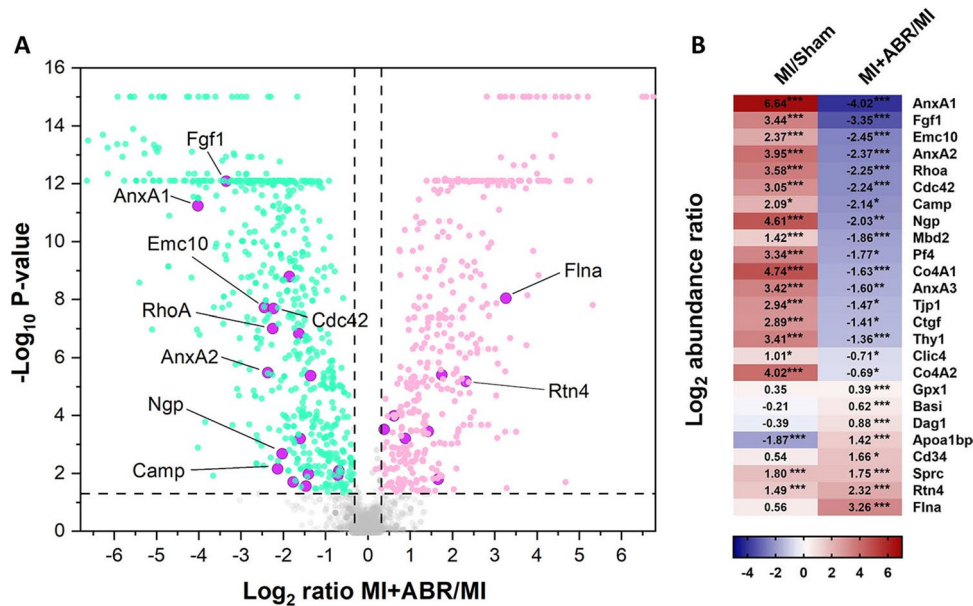 A
16
14
12
10
8
6
4
2
0
-Log10 P-value
Fgf1
AnxA1
Emc10
RhoA
Cdc42
AnxA2
Ngp
Camp
Flna
Rtn4
-6 -5 -4 -3 -2 -1 0 1 2 3 4 5 6
Log2 ratio MI+ABR/MI
B
MI/Sham MI+ABR/MI
Log2 abundance ratio
6.64*** -4.02 *** AnxA1
3.44*** -3.35 *** Fgf1
2.37*** -2.45 *** Emc10
3.95*** -2.37 *** AnxA2
3.58*** -2.25 *** Rhoa
3.05*** -2.24 *** Cdc42
2.09* -2.14 * Camp
4.61*** -2.03 ** Ngp
1.42*** -1.86 *** Mbd2
3.34*** -1.77 * Pf4
4.74*** -1.63 *** Co4A1
3.42*** -1.60 ** AnxA3
2.94*** -1.47 * Tjp1
2.89*** -1.41 * Ctgf
3.41*** -1.36 *** Thy1
1.01* -0.71 * Clic4
4.02*** -0.69 * Co4A2
0.35 0.39 *** Gpx1
-0.21 0.62 *** Basi
-0.39 0.88 *** Dag1
-1.87*** 1.42 *** Apoa1bp
0.54 1.66 * Cd34
1.80 *** 1.75 *** Sprc
1.49 *** 2.32 *** Rtn4
0.56 3.26 *** Flna
-4 -2 0 2 4 6